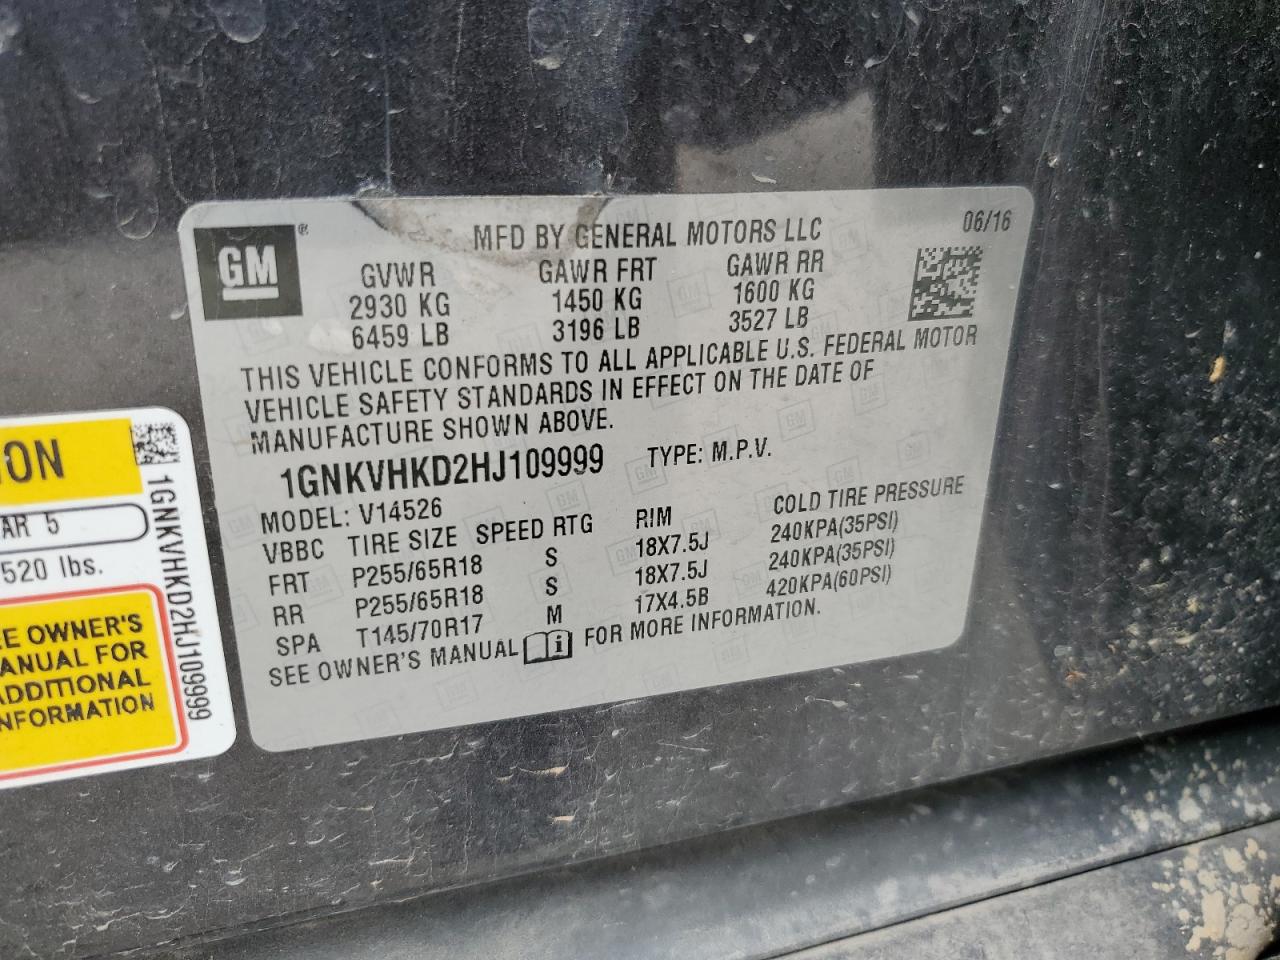 GM®
MFD BY GENERAL MOTORS LLC
06/16
GVWR GAWR FRT GAWR RR
2930 KG 1450 KG 1600 KG
6459 LB 3196 LB 3527 LB
THIS VEHICLE CONFORMS TO ALL APPLICABLE U.S. FEDERAL MOTOR
VEHICLE SAFETY STANDARDS IN EFFECT ON THE DATE OF
MANUFACTURE SHOWN ABOVE.
1GNKVHKD2HJ109999 TYPE: M.P.V.
MODEL: V14526
VBBC TIRE SIZE SPEED RTG RIM COLD TIRE PRESSURE
FRT P255/65R18 S 18X7.5J 240KPA(35PSI)
RR P255/65R18 S 18X7.5J 240KPA(35PSI)
SPA T145/70R17 M 17X4.5B 420KPA(60PSI)
SEE OWNER'S MANUAL i FOR MORE INFORMATION.
ION
AR 5
520 lbs.
EE OWNER'S
ANUAL FOR
ADDITIONAL
NFORMATION
1GNKVHKD2HJ109999